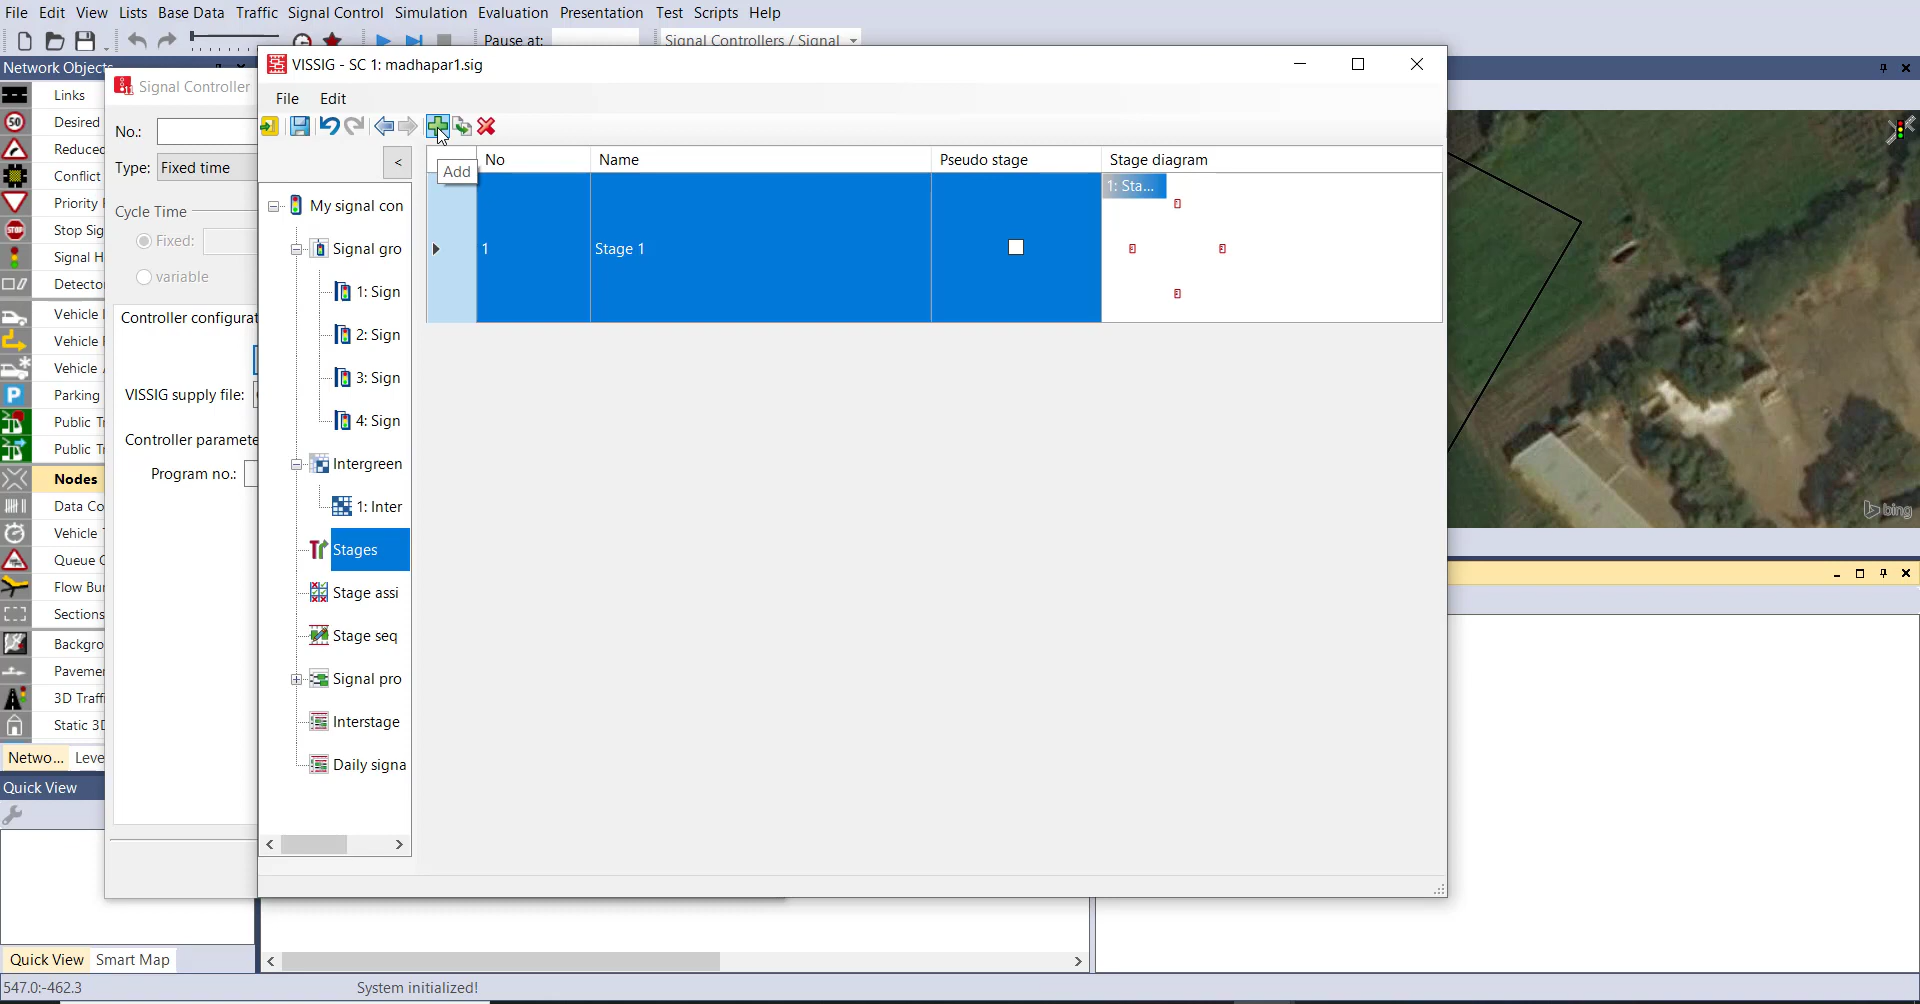 File Edit View Lists Base Data Traffic Signal Control Simulation Evaluation Presentation Test Scripts Help
Pause at: Signal Controllers / Signal
Network Objects
VISSIG - SC 1: madhapar1.sig
Signal Controller
Links
File Edit
50 Desired
No.:
Reduced
Type: Fixed time
Conflict
Priority
Cycle Time
STOP Stop Sig
Fixed:
Signal H
variable
Detecto
Controller configurat
Vehicle
Vehicle
Vehicle
VISSIG supply file:
P Parking
Public T
Controller paramete
Public T
Program no.:
Nodes
Data Co
Vehicle
Queue
Flow Bu
Sections
Backgro
Paveme
3D Traff
Static 3D
Netwo... Leve
Quick View
Quick View Smart Map
547.0:-462.3 System initialized!
<
My signal con
Signal gro
1: Sign
2: Sign
3: Sign
4: Sign
Intergreen
1: Inter
Stages
Stage assi
Stage seq
Signal pro
Interstage
Daily signa
Add
No Name Pseudo stage Stage diagram
1 Stage 1
1: Sta...
bing